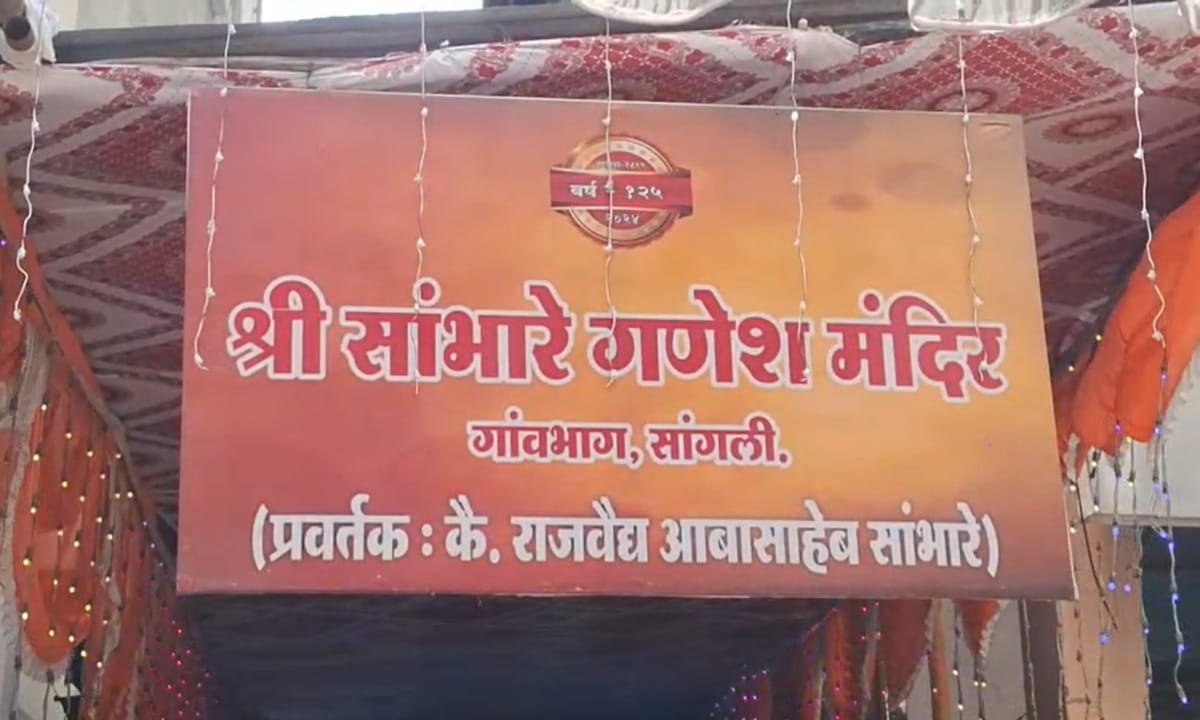 वर्ष - १२५
२०२४
श्री सांभारे गणेश मंदिर
गांवभाग, सांगली.
(प्रवर्तक : कै. राजवैद्य आबासाहेब सांभारे)